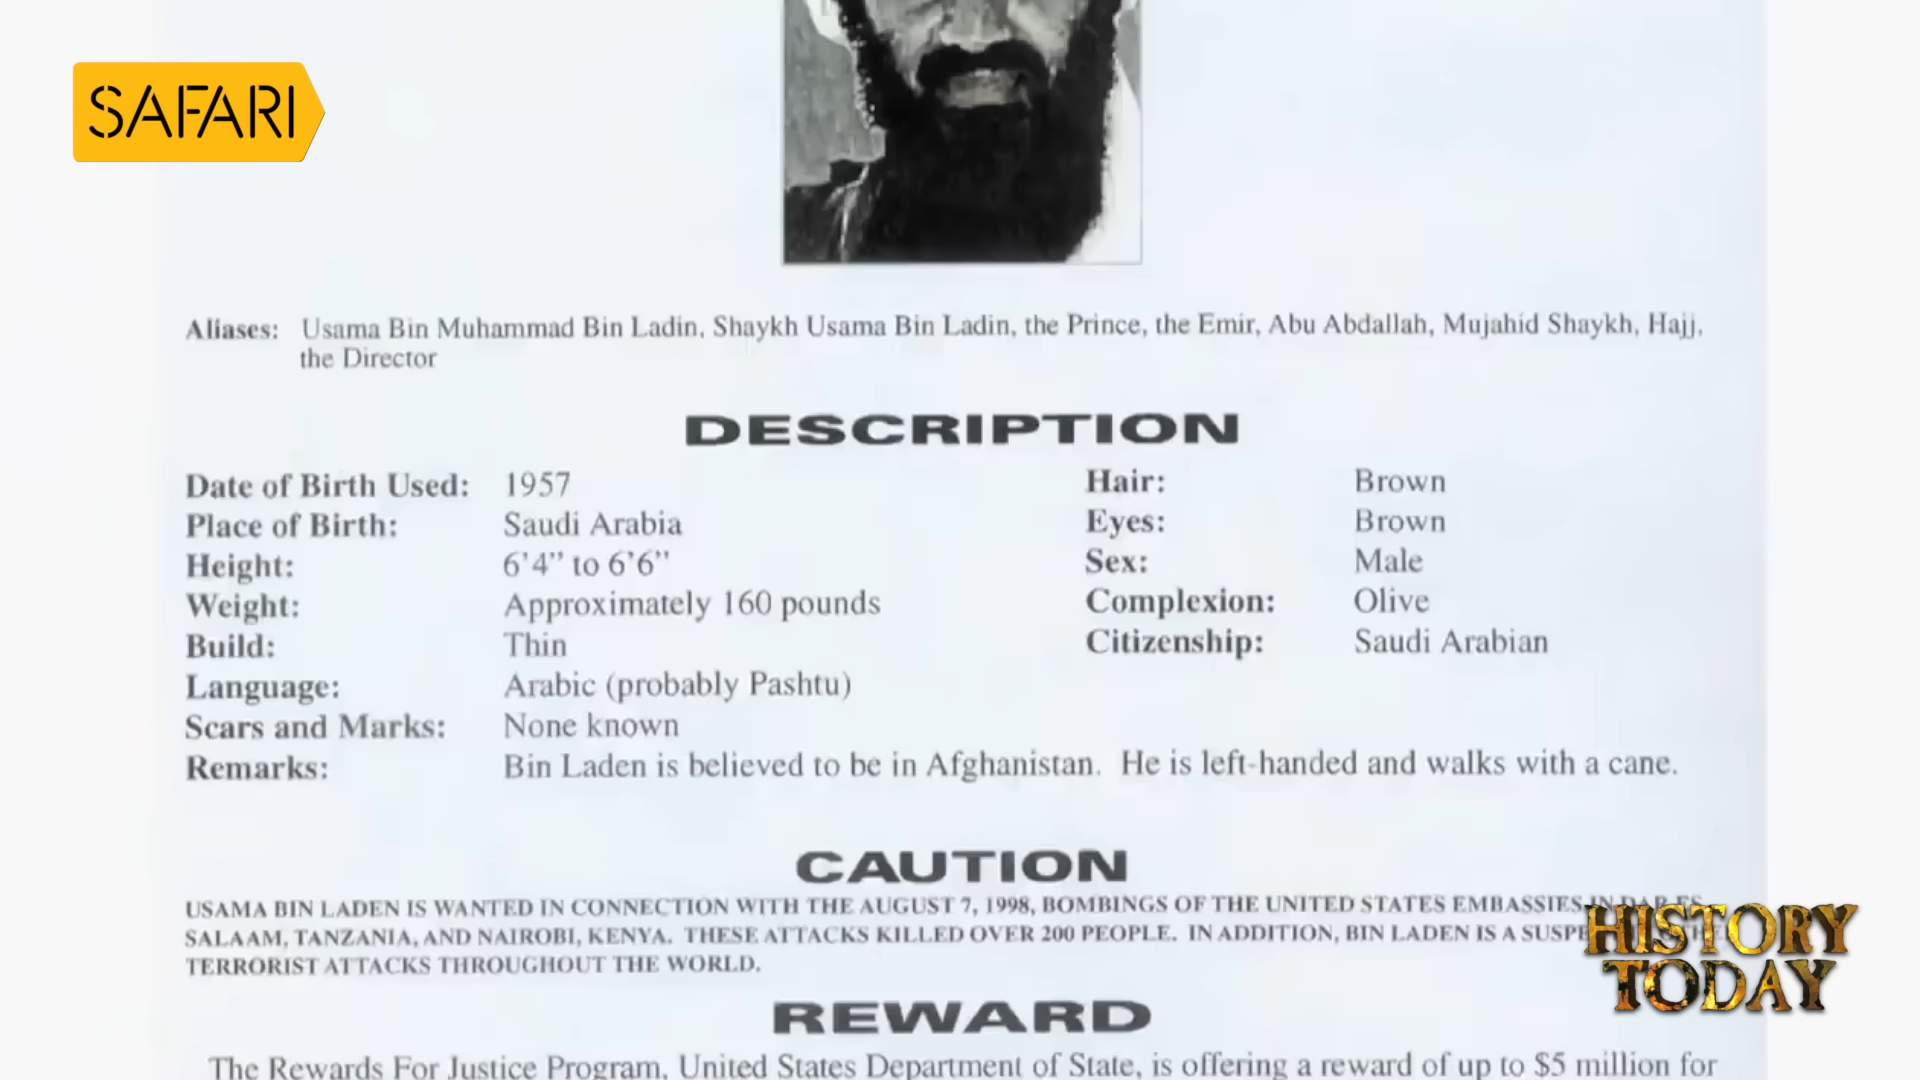 SAFARI
Aliases: Usama Bin Muhammad Bin Ladin, Shaykh Usama Bin Ladin, the Prince, the Emir, Abu Abdallah, Mujahid Shaykh, Hajj,
the Director
DESCRIPTION
Date of Birth Used: 1957 Hair: Brown
Place of Birth: Saudi Arabia Eyes: Brown
Height: 6'4" to 6'6" Sex: Male
Weight: Approximately 160 pounds Complexion: Olive
Build: Thin Citizenship: Saudi Arabian
Language: Arabic (probably Pashtu)
Scars and Marks: None known
Remarks: Bin Laden is believed to be in Afghanistan. He is left-handed and walks with a cane.
CAUTION
USAMA BIN LADEN IS WANTED IN CONNECTION WITH THE AUGUST 7, 1998, BOMBINGS OF THE UNITED STATES EMBASSIES IN DAR ES
SALAAM, TANZANIA, AND NAIROBI, KENYA. THESE ATTACKS KILLED OVER 200 PEOPLE. IN ADDITION, BIN LADEN IS A
TERRORIST ATTACKS THROUGHOUT THE WORLD.
HISTORY
TODAY
REWARD
The Rewards For Justice Program, United States Department of State, is offering a reward of up to $5 million for